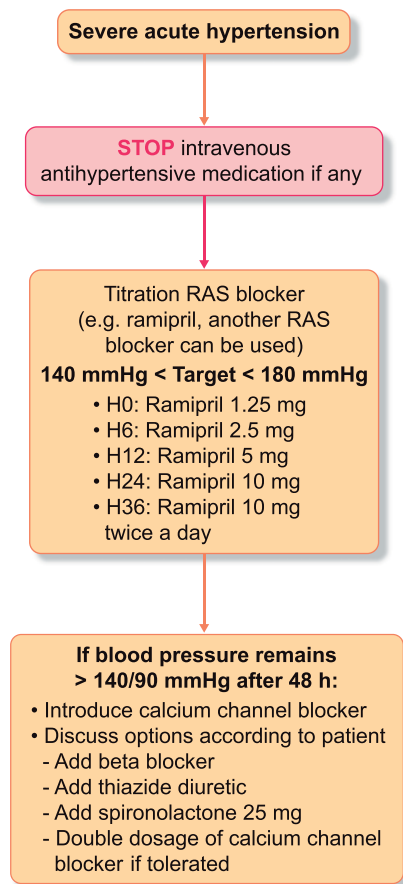 Severe acute hypertension
STOP intravenous
antihypertensive medication if any
Titration RAS blocker
(e.g. ramipril, another RAS
blocker can be used)
140 mmHg < Target < 180 mmHg
• H0: Ramipril 1.25 mg
• H6: Ramipril 2.5 mg
• H12: Ramipril 5 mg
• H24: Ramipril 10 mg
• H36: Ramipril 10 mg
twice a day
If blood pressure remains
> 140/90 mmHg after 48 h:
• Introduce calcium channel blocker
• Discuss options according to patient
- Add beta blocker
- Add thiazide diuretic
- Add spironolactone 25 mg
- Double dosage of calcium channel
blocker if tolerated